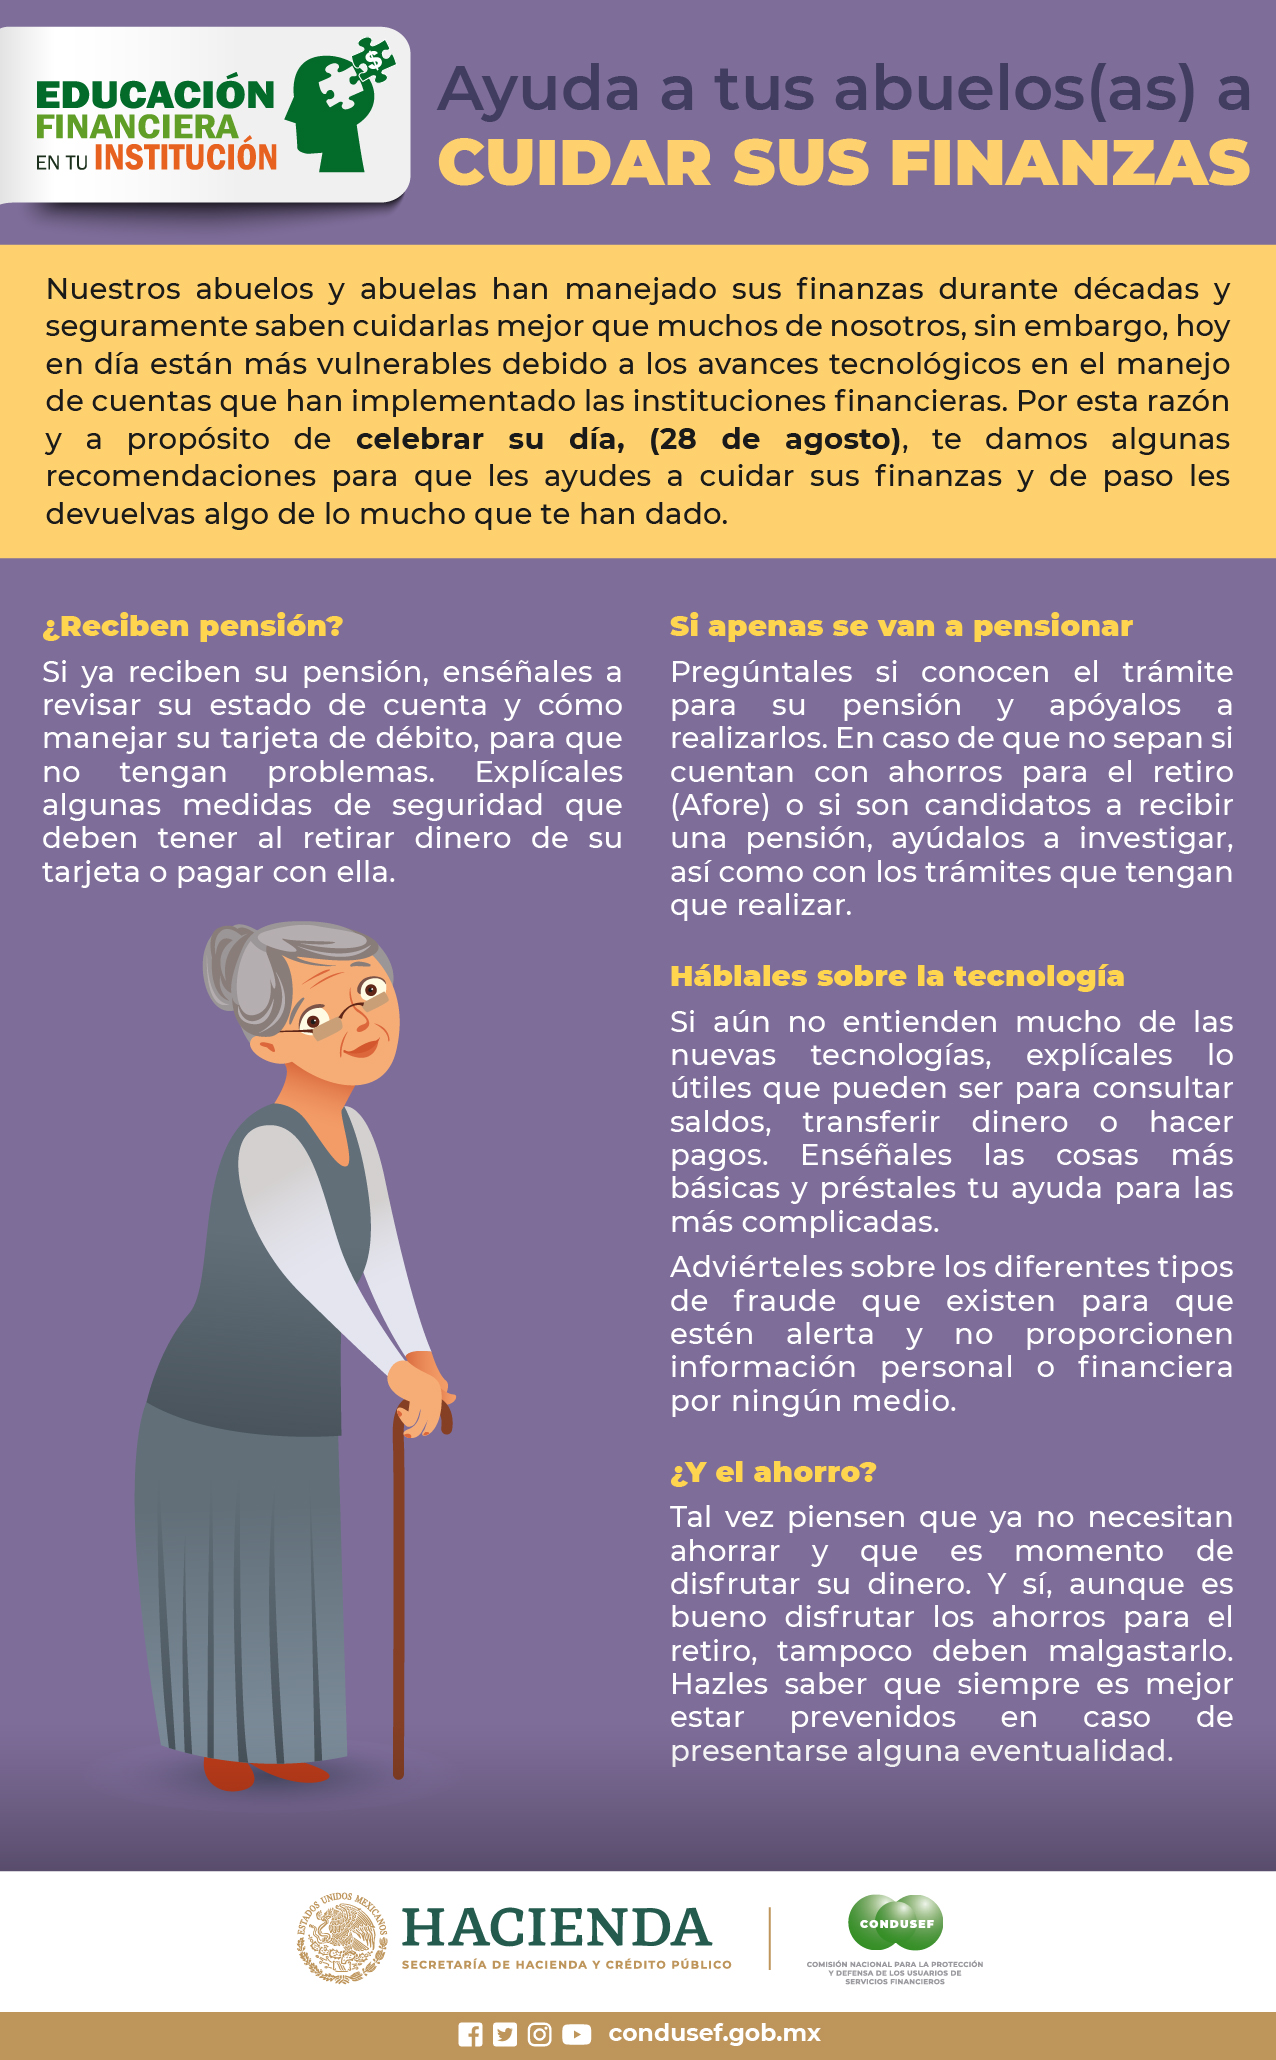 EDUCACIÓN
FINANCIERA
EN TU INSTITUCIÓN
$
Ayuda a tus abuelos(as) a
CUIDAR SUS FINANZAS
Nuestros abuelos y abuelas han manejado sus finanzas durante décadas y
seguramente saben cuidarlas mejor que muchos de nosotros, sin embargo, hoy
en día están más vulnerables debido a los avances tecnológicos en el manejo
de cuentas que han implementado las instituciones financieras. Por esta razón
y a propósito de celebrar su día, (28 de agosto), te damos algunas
recomendaciones para que les ayudes a cuidar sus finanzas y de paso les
devuelvas algo de lo mucho que te han dado.
¿Reciben pensión?
Si ya reciben su pensión, enséñales a
revisar su estado de cuenta y cómo
manejar su tarjeta de débito, para que
no tengan problemas. Explícales
algunas medidas de seguridad que
deben tener al retirar dinero de su
tarjeta o pagar con ella.
Si apenas se van a pensionar
Pregúntales si conocen el trámite
para su pensión y apóyalos a
realizarlos. En caso de que no sepan si
cuentan con ahorros para el retiro
(Afore) o si son candidatos a recibir
una pensión, ayúdalos a investigar,
así como con los trámites que tengan
que realizar.
Háblales sobre la tecnología
Si aún no entienden mucho de las
nuevas tecnologías, explícales lo
útiles que pueden ser para consultar
saldos, transferir dinero o hacer
pagos. Enséñales las cosas más
básicas y préstales tu ayuda para las
más complicadas.
Adviérteles sobre los diferentes tipos
de fraude que existen para que
estén alerta y no proporcionen
información personal o financiera
por ningún medio.
¿Y el ahorro?
Tal vez piensen que ya no necesitan
ahorrar y que es momento de
disfrutar su dinero. Y sí, aunque es
bueno disfrutar los ahorros para el
retiro, tampoco deben malgastarlo.
Hazles saber que siempre es mejor
estar prevenidos en caso de
presentarse alguna eventualidad.
ESTADOS UNIDOS MEXICANOS
HACIENDA
SECRETARÍA DE HACIENDA Y CRÉDITO PÚBLICO
CONDUSEF
COMISIÓN NACIONAL PARA LA PROTECCIÓN
Y DEFENSA DE LOS USUARIOS DE
SERVICIOS FINANCIEROS
condusef.gob.mx